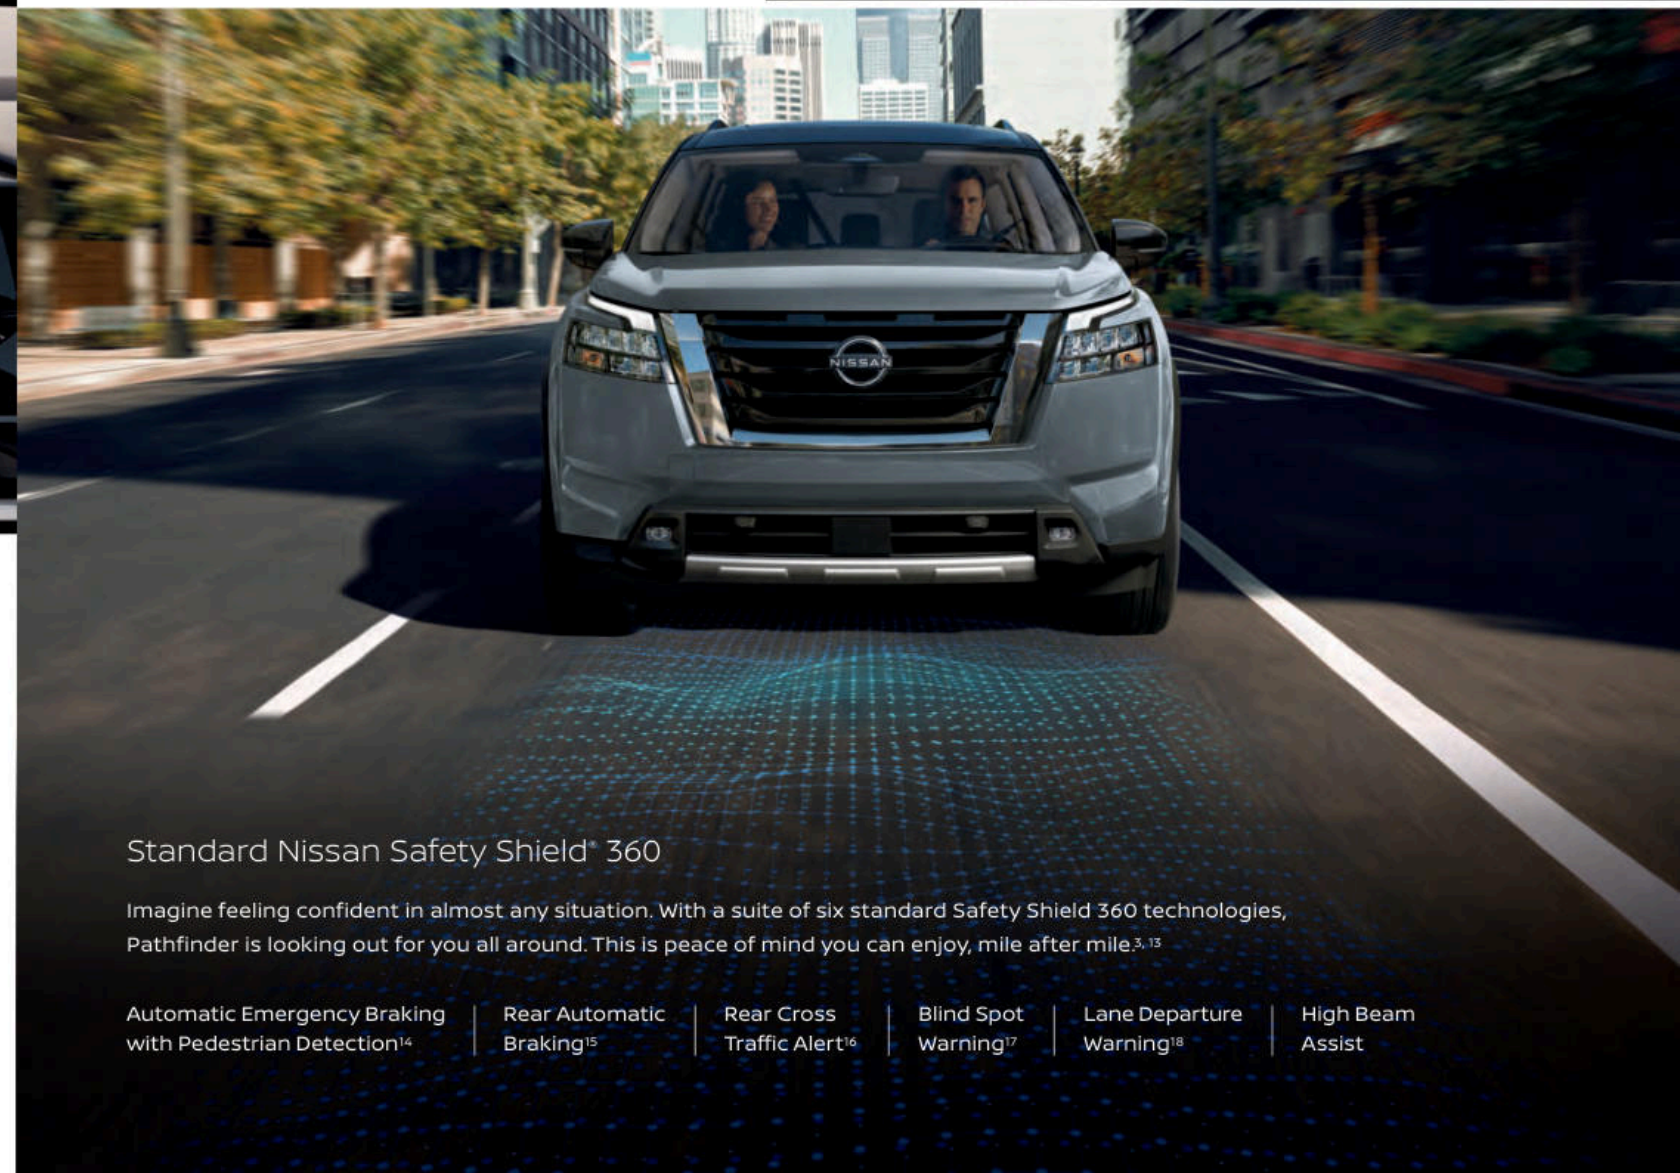 NISSAN
Standard Nissan Safety Shield® 360
Imagine feeling confident in almost any situation. With a suite of six standard Safety Shield 360 technologies,
Pathfinder is looking out for you all around. This is peace of mind you can enjoy, mile after mile.³, ¹³
Automatic Emergency Braking
with Pedestrian Detection¹⁴
Rear Automatic
Braking¹⁵
Rear Cross
Traffic Alert¹⁶
Blind Spot
Warning¹⁷
Lane Departure
Warning¹⁸
High Beam
Assist